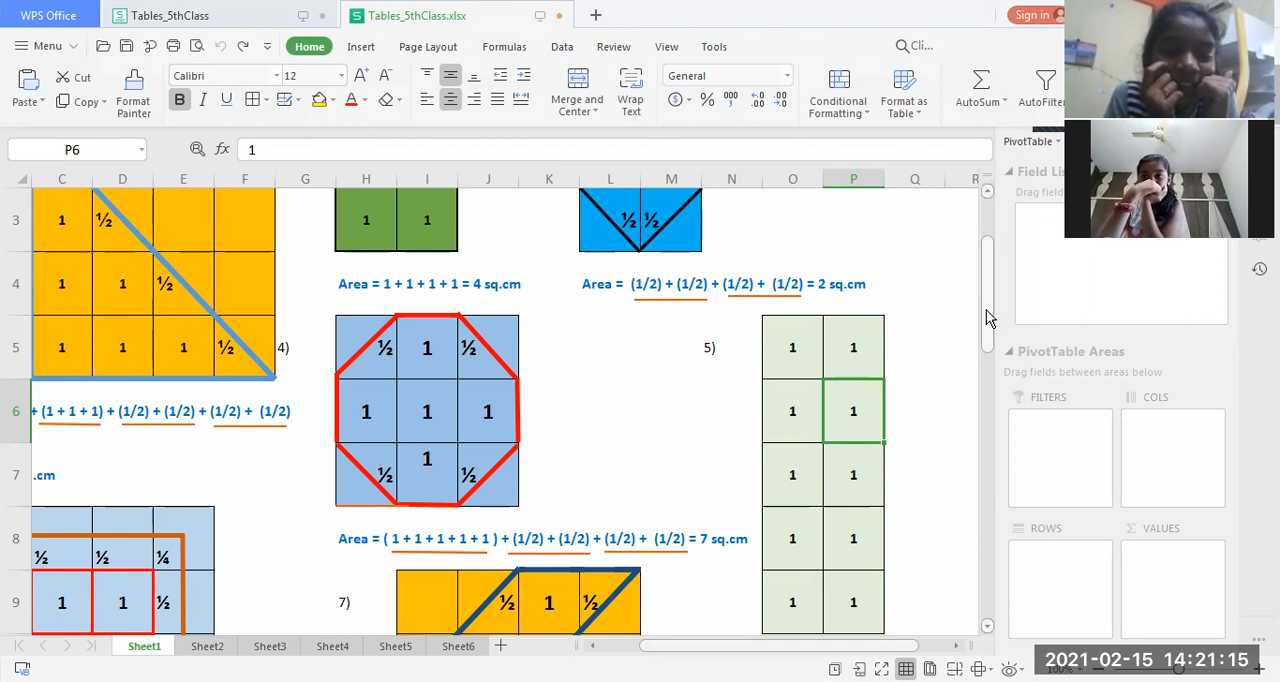 WPS Office Tables_5thClass Tables_5thClass.xlsx + Sign in
Menu Home Insert Page Layout Formulas Data Review View Tools Cli...
Paste Cut Copy Format Painter Calibri 12 Merge and Center Wrap Text General Conditional Formatting Format as Table AutoSum AutoFilter
P6 fx 1
PivotTable
Field List
Drag fields
C D E F G H I J K L M N O P Q R
3 1 ½ 1 1 ½ ½
4 1 1 ½ Area = 1 + 1 + 1 + 1 = 4 sq.cm Area = (1/2) + (1/2) + (1/2) + (1/2) = 2 sq.cm
5 1 1 1 ½ 4) ½ 1 ½ 5) 1 1
6 + (1 + 1 + 1) + (1/2) + (1/2) + (1/2) + (1/2) 1 1 1 1 1
7 .cm ½ 1 ½ 1 1
8 ½ ½ ¼ Area = ( 1 + 1 + 1 + 1 + 1 ) + (1/2) + (1/2) + (1/2) + (1/2) = 7 sq.cm 1 1
9 1 1 ½ 7) ½ 1 ½ 1 1
PivotTable Areas
Drag fields between areas below
FILTERS COLS
ROWS VALUES
Sheet1 Sheet2 Sheet3 Sheet4 Sheet5 Sheet6 +
2021-02-15 14:21:15